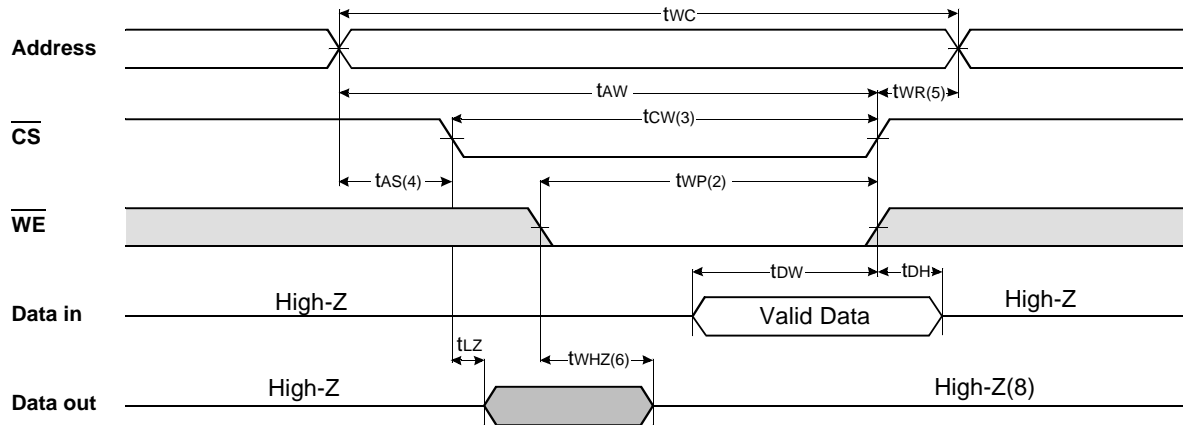 tWC
Address
tAW
tWR(5)
tCW(3)
CS
tAS(4)
tWP(2)
WE
tDW
tDH
High-Z
High-Z
Data in
Valid Data
tLZ
tWHZ(6)
High-Z
High-Z(8)
Data out